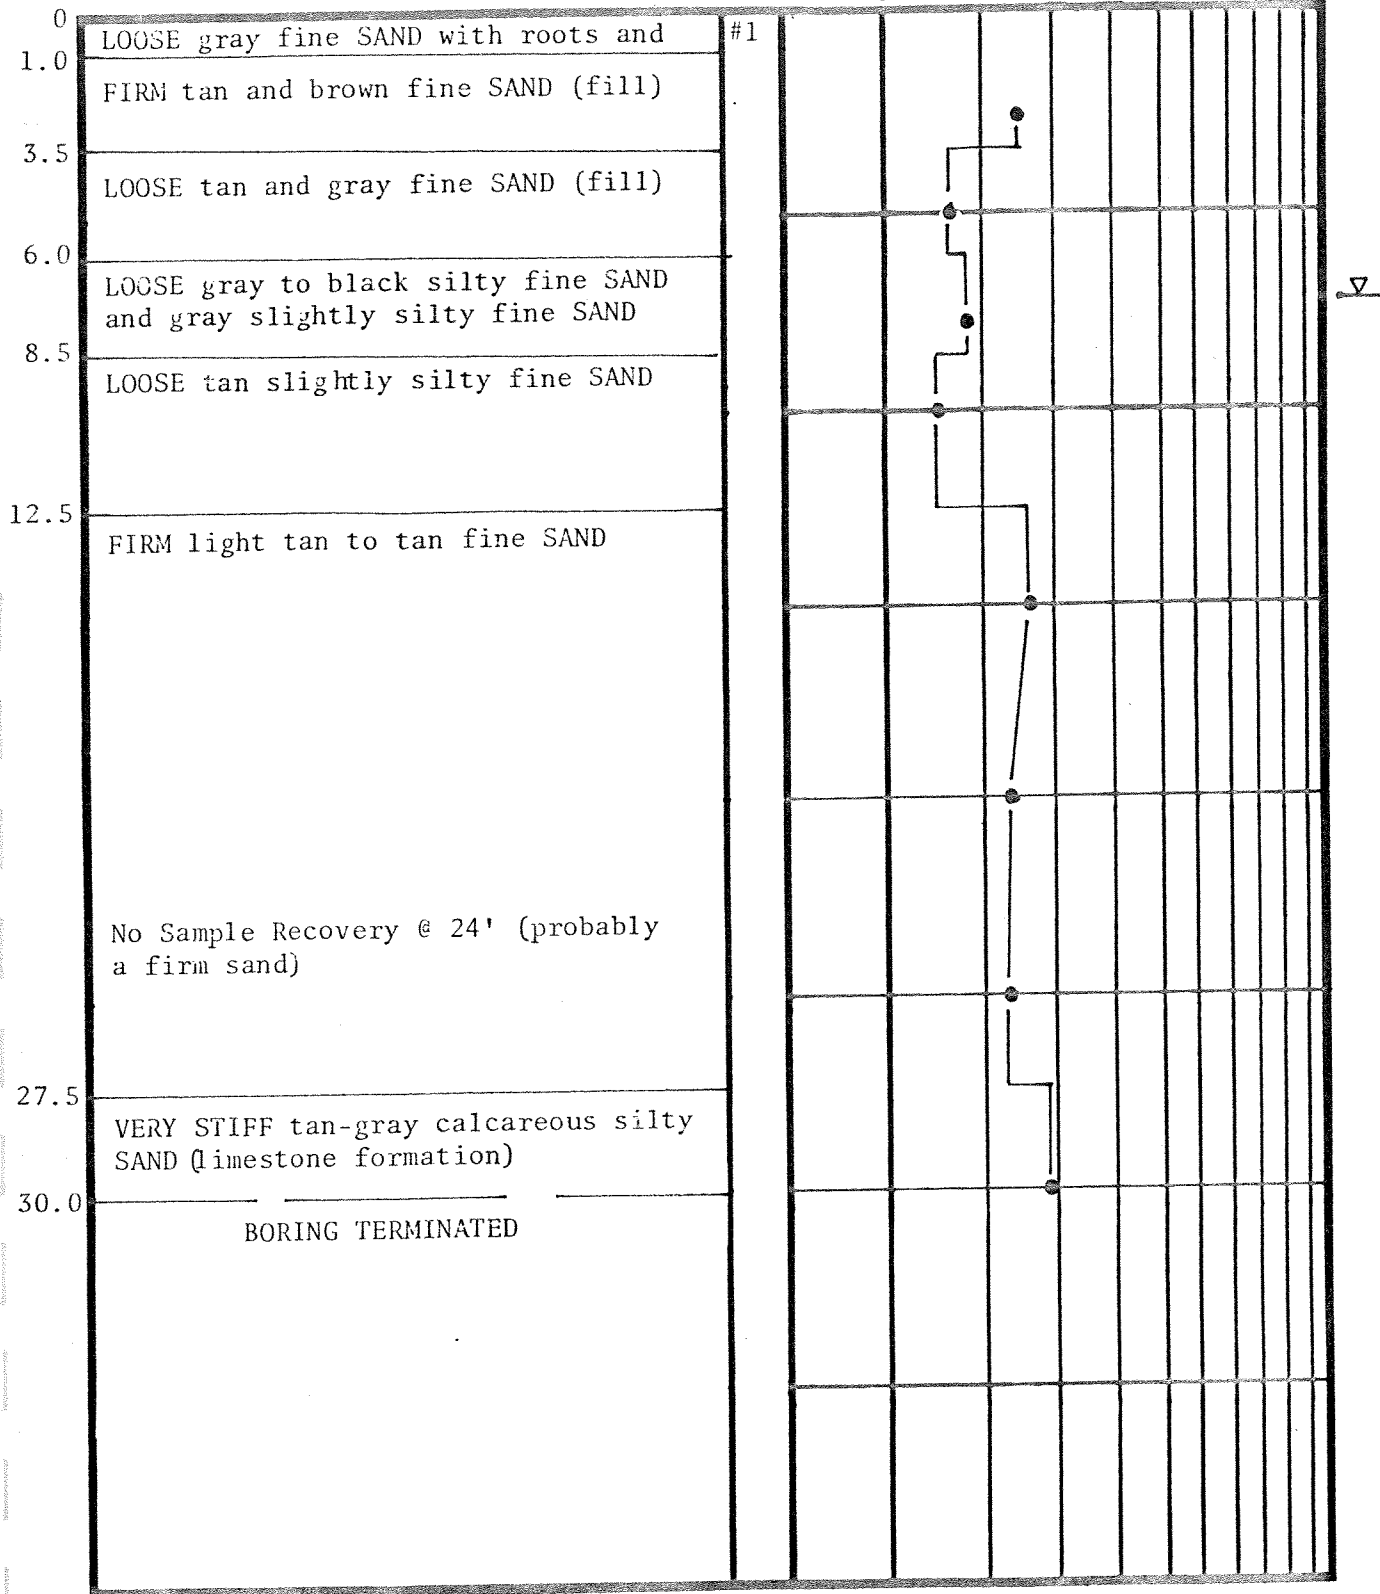 0
LOOSE gray fine SAND with roots and
#1
1.0
FIRM tan and brown fine SAND (fill)
3.5
LOOSE tan and gray fine SAND (fill)
6.0
LOOSE gray to black silty fine SAND
and gray slightly silty fine SAND
8.5
LOOSE tan slightly silty fine SAND
12.5
FIRM light tan to tan fine SAND
No Sample Recovery @ 24' (probably
a firm sand)
27.5
VERY STIFF tan-gray calcareous silty
SAND (limestone formation)
30.0
BORING TERMINATED